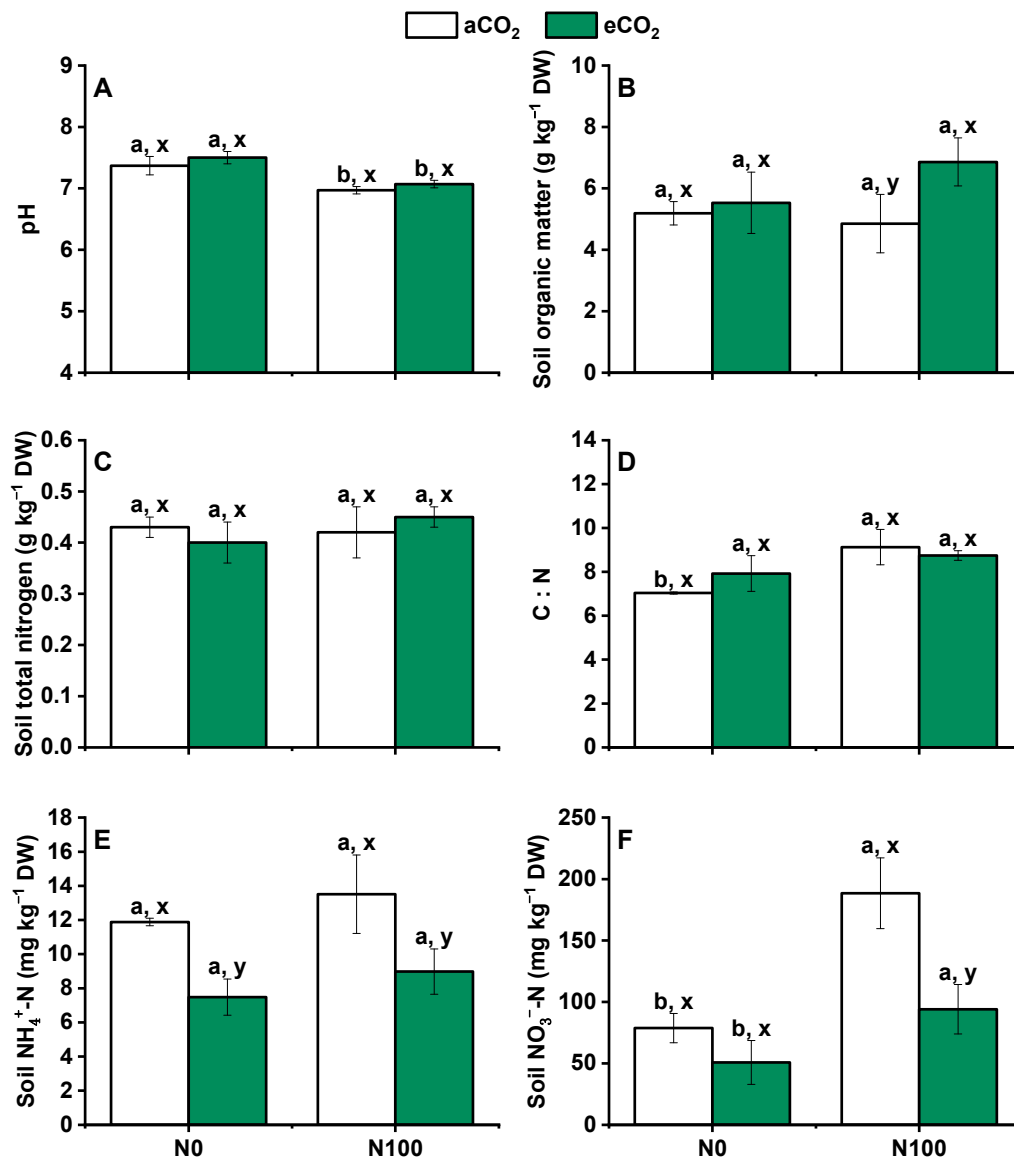 aCO₂ eCO₂
A
pH
9
8
7
6
5
4
a, x a, x b, x b, x
B
Soil organic matter (g kg⁻¹ DW)
10
8
6
4
2
0
a, x a, x a, y a, x
C
Soil total nitrogen (g kg⁻¹ DW)
0.6
0.5
0.4
0.3
0.2
0.1
0.0
a, x a, x a, x a, x
D
C : N
14
12
10
8
6
4
2
0
b, x a, x a, x a, x
E
Soil NH₄⁺-N (mg kg⁻¹ DW)
18
16
14
12
10
8
6
4
2
0
a, x a, y a, x a, y
N0 N100
F
Soil NO₃⁻-N (mg kg⁻¹ DW)
250
200
150
100
50
0
b, x b, x a, x a, y
N0 N100